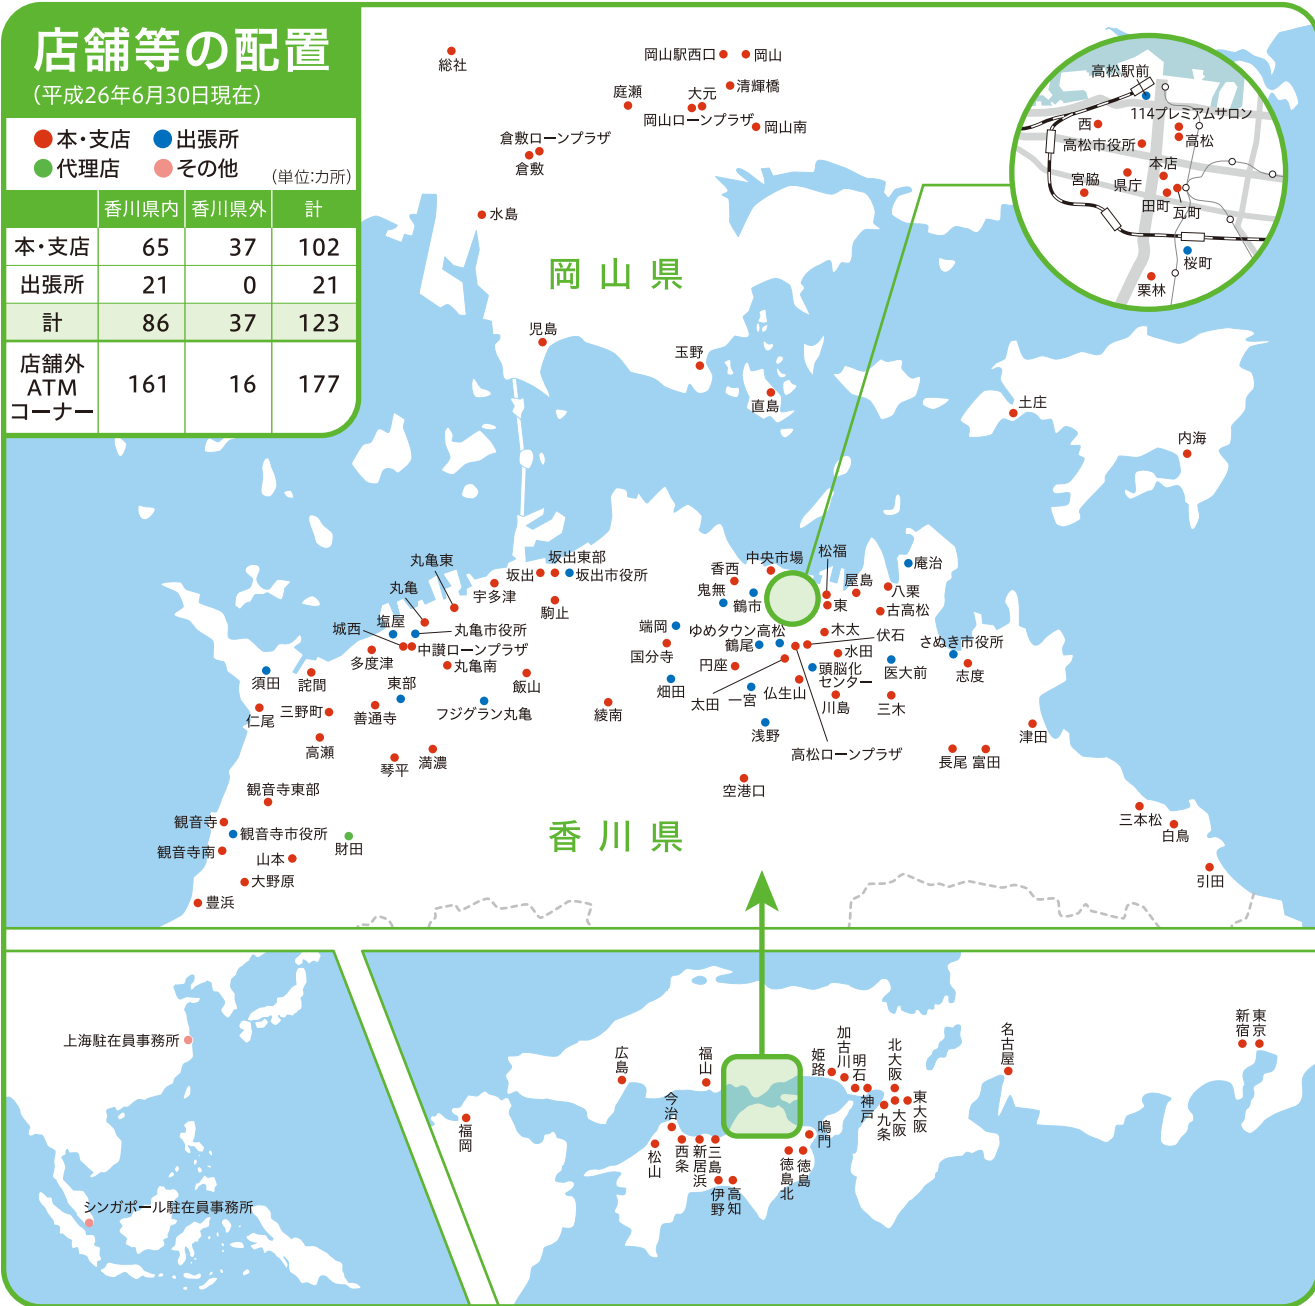 店舗等の配置
（平成26年6月30日現在）
本・支店 出張所
代理店 その他
（単位：カ所）
香川県内 香川県外 計
本・支店 65 37 102
出張所 21 0 21
計 86 37 123
店舗外
ATM
コーナー 161 16 177
総社
岡山駅西口 岡山
清輝橋
庭瀬
大元
岡山ローンプラザ
岡山南
倉敷ローンプラザ
倉敷
水島
岡山県
児島
玉野
直島
土庄
内海
高松駅前
114プレミアムサロン
西
高松
高松市役所
本店
宮脇
県庁
田町
瓦町
桜町
栗林
丸亀東
坂出東部
坂出
坂出市役所
丸亀
宇多津
駒止
塩屋
城西
丸亀市役所
中讃ローンプラザ
多度津
丸亀南
須田
詫間
東部
飯山
仁尾
三野町
善通寺
フジグラン丸亀
高瀬
琴平
満濃
綾南
観音寺東部
観音寺
観音寺市役所
観音寺南
山本
財田
大野原
豊浜
中央市場
松福
香西
鬼無
鶴市
東
屋島
八栗
庵治
古高松
端岡
ゆめタウン高松
鶴尾
木太
伏石
さぬき市役所
国分寺
円座
水田
頭脳化
センター
医大前
志度
畑田
一宮
仏生山
太田
川島
三木
浅野
高松ローンプラザ
津田
長尾
富田
空港口
香川県
三本松
白鳥
引田
上海駐在員事務所
シンガポール駐在員事務所
福岡
広島
福山
今治
松山
西条
新居浜
三島
伊野
高知
姫路
加古川
明石
神戸
北大阪
九条
大阪
東大阪
鳴門
徳島北
徳島
名古屋
新宿
東京